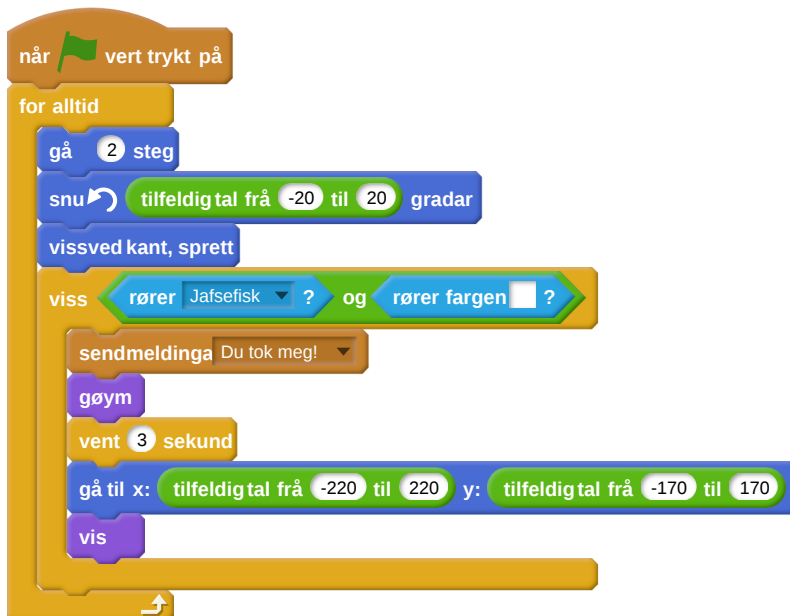 når vert trykt på
for alltid
gå 2 steg
snu tilfeldig tal frå -20 til 20 gradar
vissved kant, sprett
viss rører Jafsefisk ? og rører fargen ?
sendmeldinga Du tok meg!
gøym
vent 3 sekund
gå til x: tilfeldig tal frå -220 til 220 y: tilfeldig tal frå -170 til 170
vis